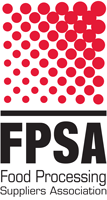 FPSA
Food Processing
Suppliers Association